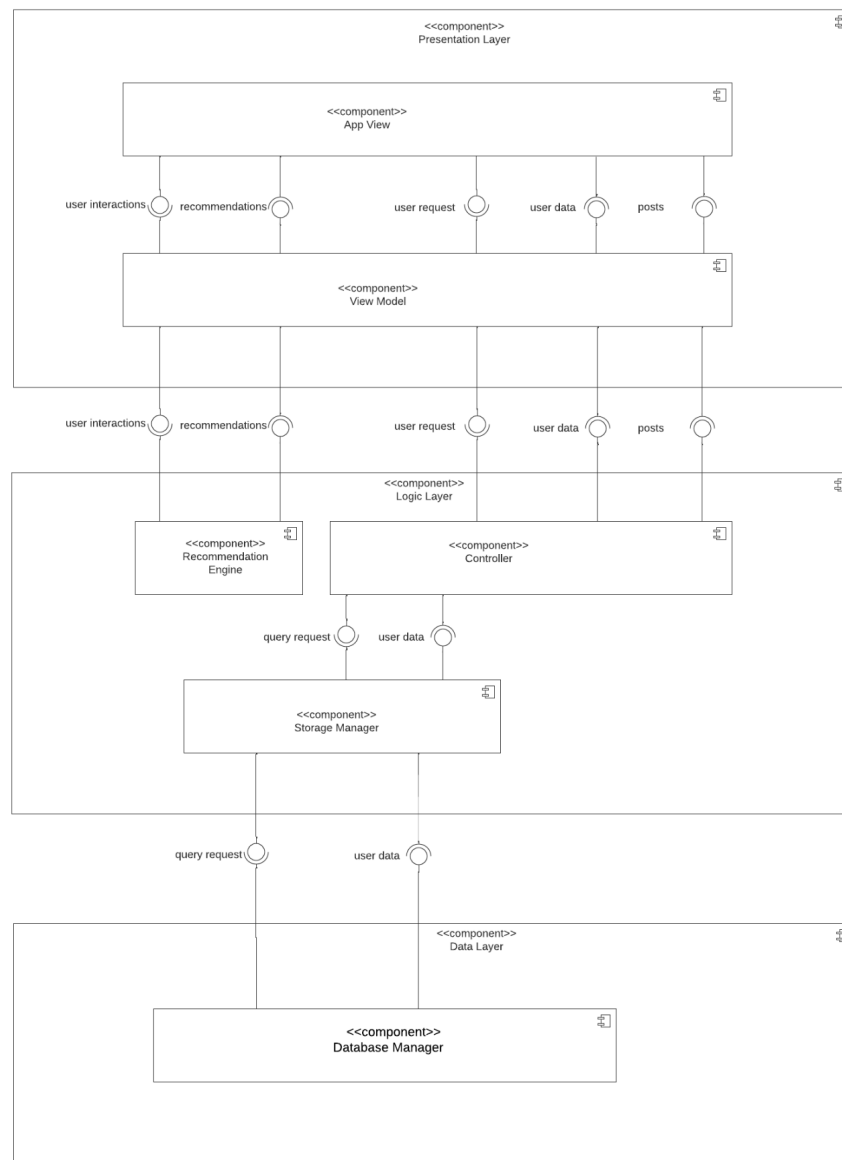 <<component>>
Presentation Layer
<<component>>
App View
user interactions
recommendations
user request
user data
posts
<<component>>
View Model
user interactions
recommendations
user request
user data
posts
<<component>>
Logic Layer
<<component>>
Recommendation
Engine
<<component>>
Controller
query request
user data
<<component>>
Storage Manager
query request
user data
<<component>>
Data Layer
<<component>>
Database Manager